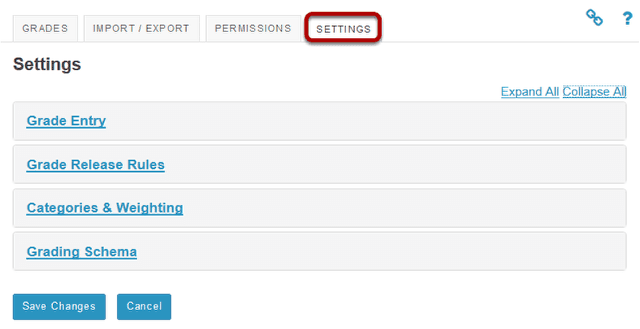 GRADES IMPORT / EXPORT PERMISSIONS SETTINGS ?
Settings
Expand All Collapse All
Grade Entry
Grade Release Rules
Categories & Weighting
Grading Schema
Save Changes Cancel